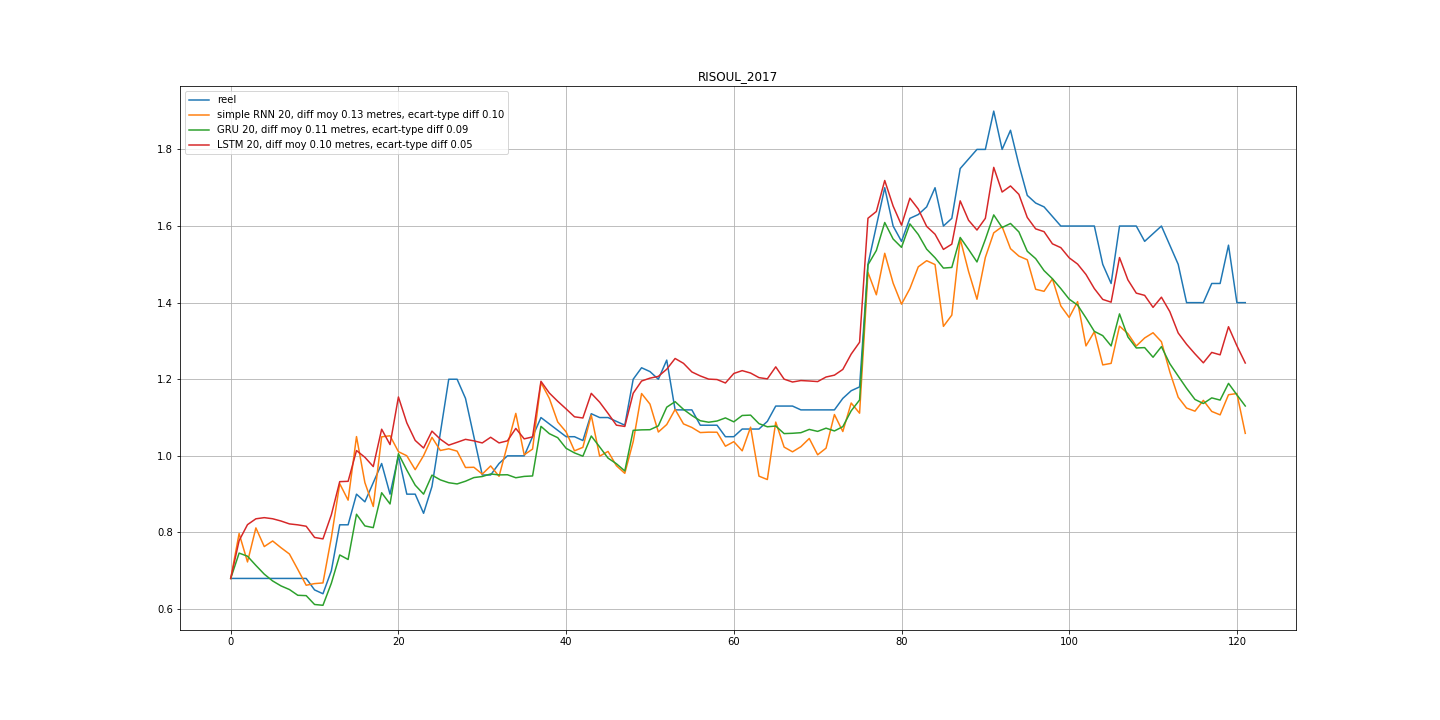 RISOUL_2017
reel
simple RNN 20, diff moy 0.13 metres, ecart-type diff 0.10
GRU 20, diff moy 0.11 metres, ecart-type diff 0.09
LSTM 20, diff moy 0.10 metres, ecart-type diff 0.05
1.8
1.6
1.4
1.2
1.0
0.8
0.6
0 20 40 60 80 100 120